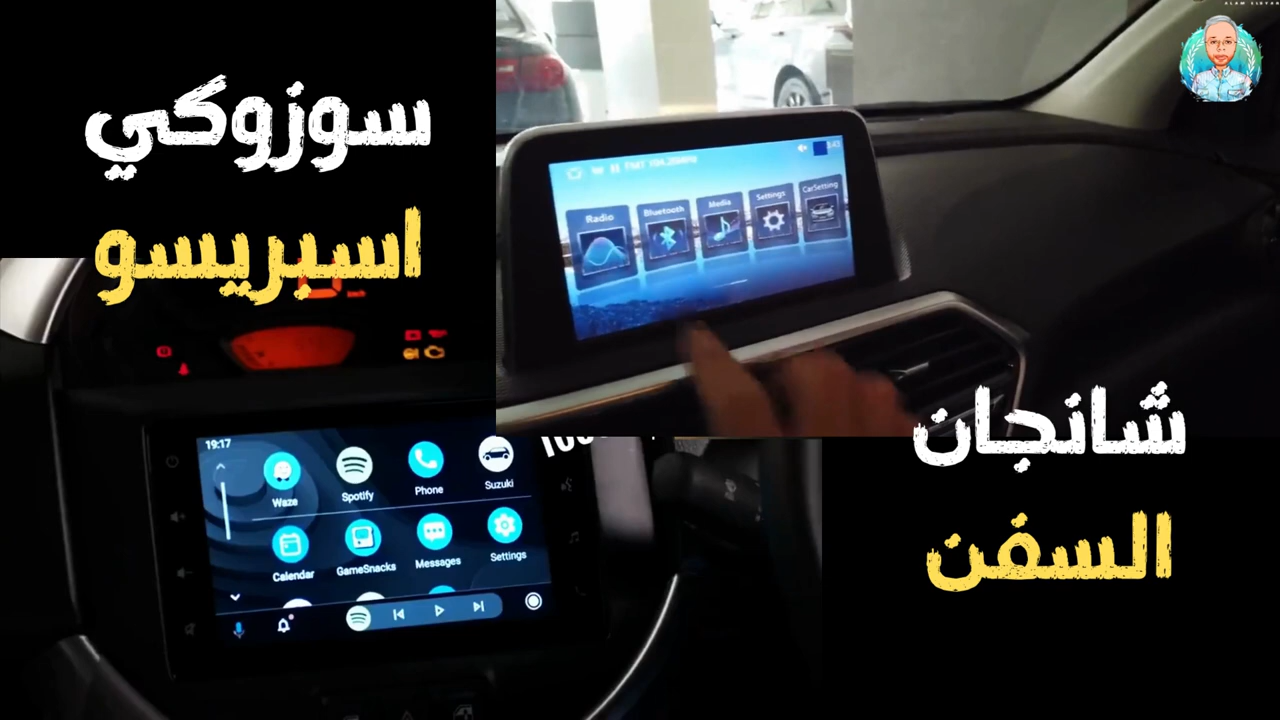 سوزوكي
اسبريسو
شانجان
السفن
Radio
Bluetooth
Media
Settings
CarSetting
19:17
Waze
Spotify
Phone
Suzuki
Calendar
GameSnacks
Messages
Settings